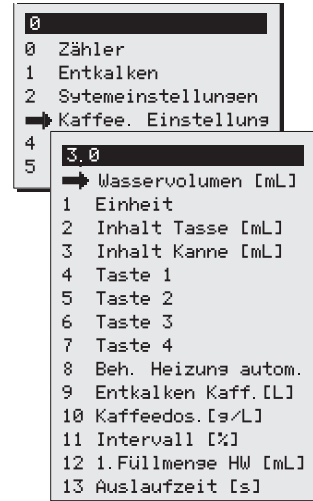 0
0 Zähler
1 Entkalken
2 Sytemeinstellungen
Kaffee. Einstellung
4
5
3.0
Wasservolumen [mL]
1 Einheit
2 Inhalt Tasse [mL]
3 Inhalt Kanne [mL]
4 Taste 1
5 Taste 2
6 Taste 3
7 Taste 4
8 Beh. Heizung autom.
9 Entkalken Kaff.[L]
10 Kaffeedos.[g/L]
11 Intervall [%]
12 1.Füllmenge HW [mL]
13 Auslaufzeit [s]